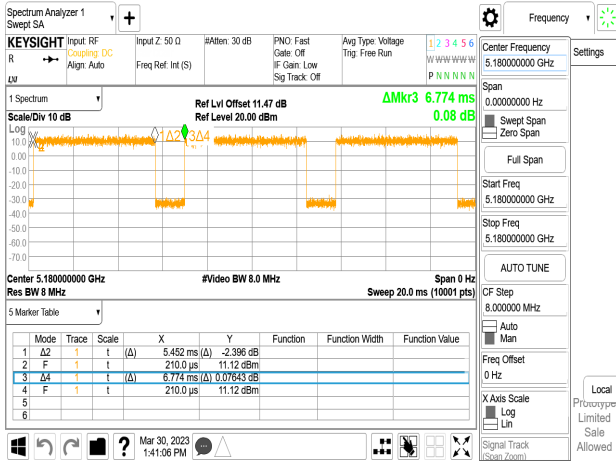 Spectrum Analyzer 1
Swept SA
Frequency
KEYSIGHT
Input: RF
Coupling: DC
Align: Auto
R
LXI
Input Z: 50 Ω
Freq Ref: Int (S)
#Atten: 30 dB
PNO: Fast
Gate: Off
IF Gain: Low
Sig Track: Off
Avg Type: Voltage
Trig: Free Run
1 2 3 4 5 6
W W W W W W
P N N N N N
1 Spectrum
Scale/Div 10 dB
Ref Lvl Offset 11.47 dB
Ref Level 20.00 dBm
ΔMkr3 6.774 ms
0.08 dB
Log
10.0
0.00
-10.0
-20.0
-30.0
-40.0
-50.0
-60.0
-70.0
1Δ2
3Δ4
Center 5.180000000 GHz
Res BW 8 MHz
#Video BW 8.0 MHz
Span 0 Hz
Sweep 20.0 ms (10001 pts)
5 Marker Table
Mode Trace Scale X Y Function Function Width Function Value
1 Δ2 1 t (Δ) 5.452 ms (Δ) -2.396 dB
2 F 1 t 210.0 µs 11.12 dBm
3 Δ4 1 t (Δ) 6.774 ms (Δ) 0.07643 dB
4 F 1 t 210.0 µs 11.12 dBm
5
6
Mar 30, 2023
1:41:06 PM
Center Frequency
5.180000000 GHz
Settings
Span
0.00000000 Hz
Swept Span
Zero Span
Full Span
Start Freq
5.180000000 GHz
Stop Freq
5.180000000 GHz
AUTO TUNE
CF Step
8.000000 MHz
Auto
Man
Freq Offset
0 Hz
X Axis Scale
Log
Lin
Signal Track
(Span Zoom)
Local
Prototype
Limited
Sale
Allowed